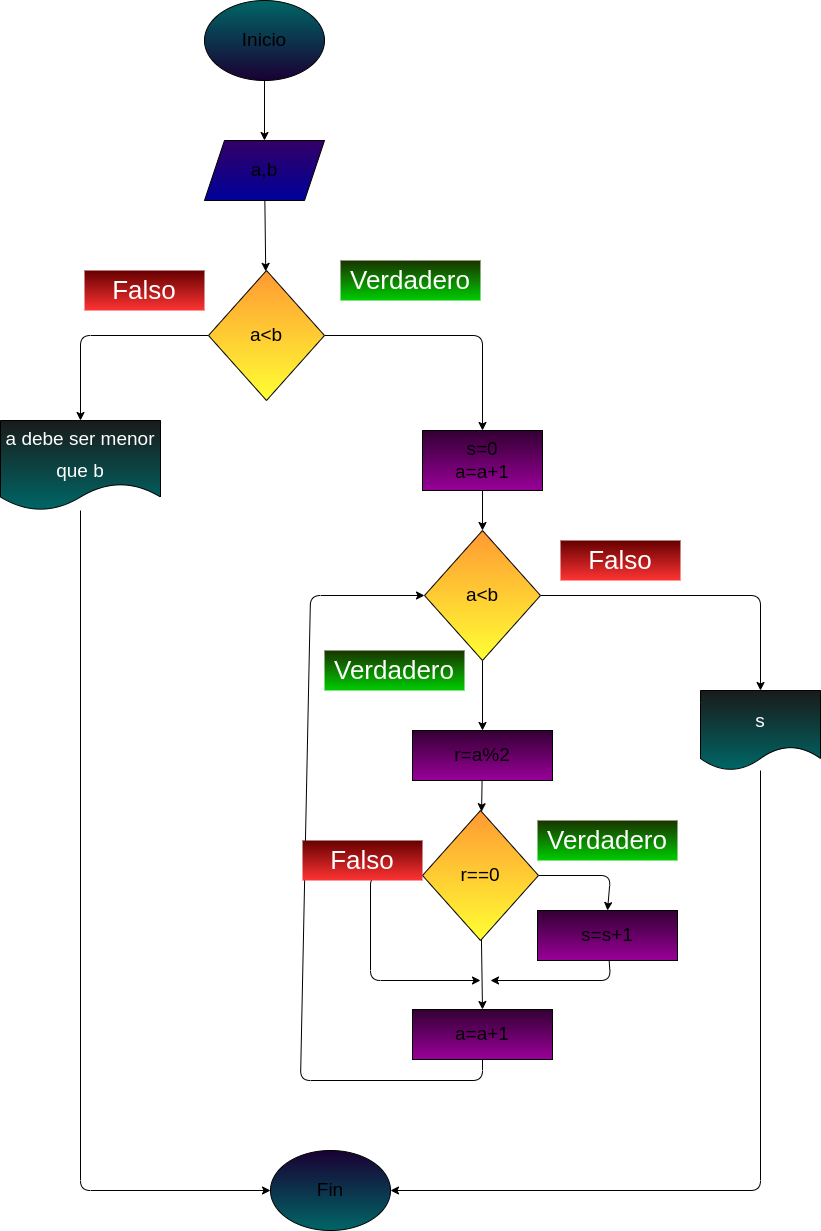 Inicio
a,b
Falso
Verdadero
a<b
a debe ser menor
que b
s=0
a=a+1
Falso
a<b
Verdadero
s
r=a%2
Verdadero
Falso
r==0
s=s+1
a=a+1
Fin